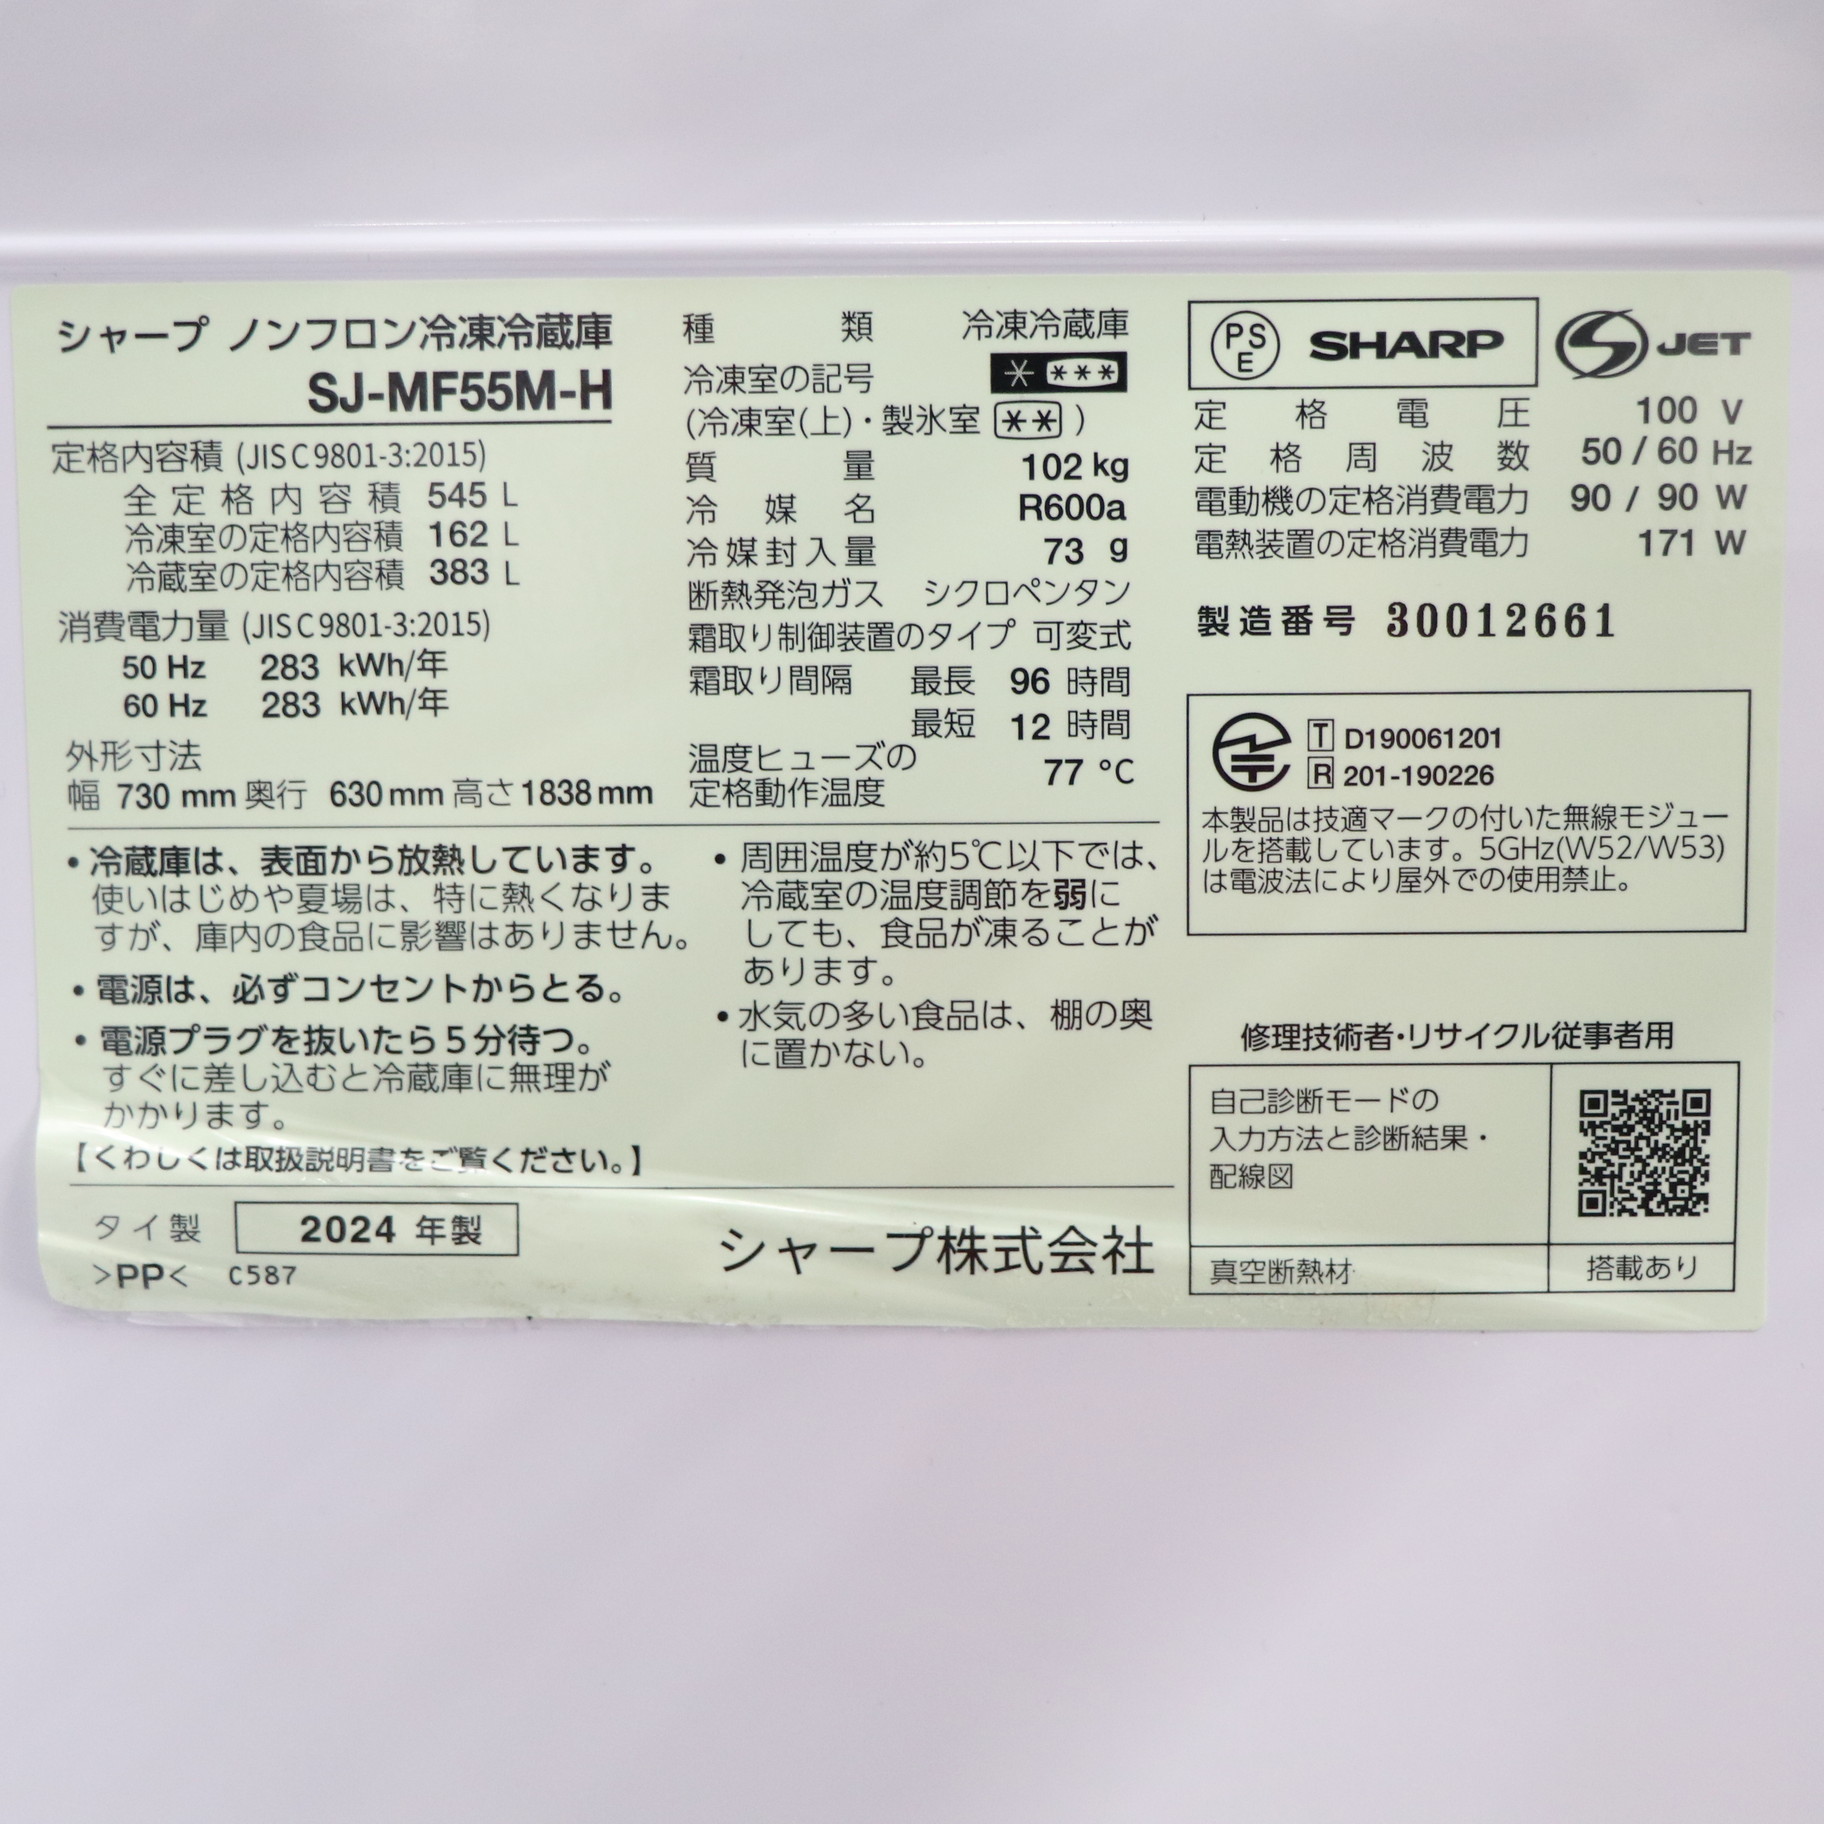 シャープ ノンフロン冷凍冷蔵庫
SJ-MF55M-H
定格内容積 (JIS C 9801-3:2015)
全定格内容積 545 L
冷凍室の定格内容積 162 L
冷蔵室の定格内容積 383 L
消費電力量 (JIS C 9801-3:2015)
50 Hz 283 kWh/年
60 Hz 283 kWh/年
外形寸法
幅 730 mm 奥行 630 mm 高さ 1838 mm
種類 冷凍冷蔵庫
冷凍室の記号 * ***
(冷凍室(上)・製氷室 ** )
質量 102 kg
冷媒名 R600a
冷媒封入量 73 g
断熱発泡ガス シクロペンタン
霜取り制御装置のタイプ 可変式
霜取り間隔 最長 96 時間
最短 12 時間
温度ヒューズの
定格動作温度 77 °C
PSE SHARP S JET
定格電圧 100 V
定格周波数 50 / 60 Hz
電動機の定格消費電力 90 / 90 W
電熱装置の定格消費電力 171 W
製造番号 30012661
T D190061201
R 201-190226
本製品は技適マークの付いた無線モジュー
ルを搭載しています。5GHz(W52/W53)
は電波法により屋外での使用禁止。
• 冷蔵庫は、表面から放熱しています。
使いはじめや夏場は、特に熱くなりま
すが、庫内の食品に影響はありません。
• 電源は、必ずコンセントからとる。
• 電源プラグを抜いたら5分待つ。
すぐに差し込むと冷蔵庫に無理が
かかります。
【くわしくは取扱説明書をご覧ください。】
• 周囲温度が約5℃以下では、
冷蔵室の温度調節を弱に
しても、食品が凍ることが
あります。
• 水気の多い食品は、棚の奥
に置かない。
修理技術者・リサイクル従事者用
自己診断モードの
入力方法と診断結果・
配線図
真空断熱材 搭載あり
タイ製 2024 年製
>PP< C587
シャープ株式会社